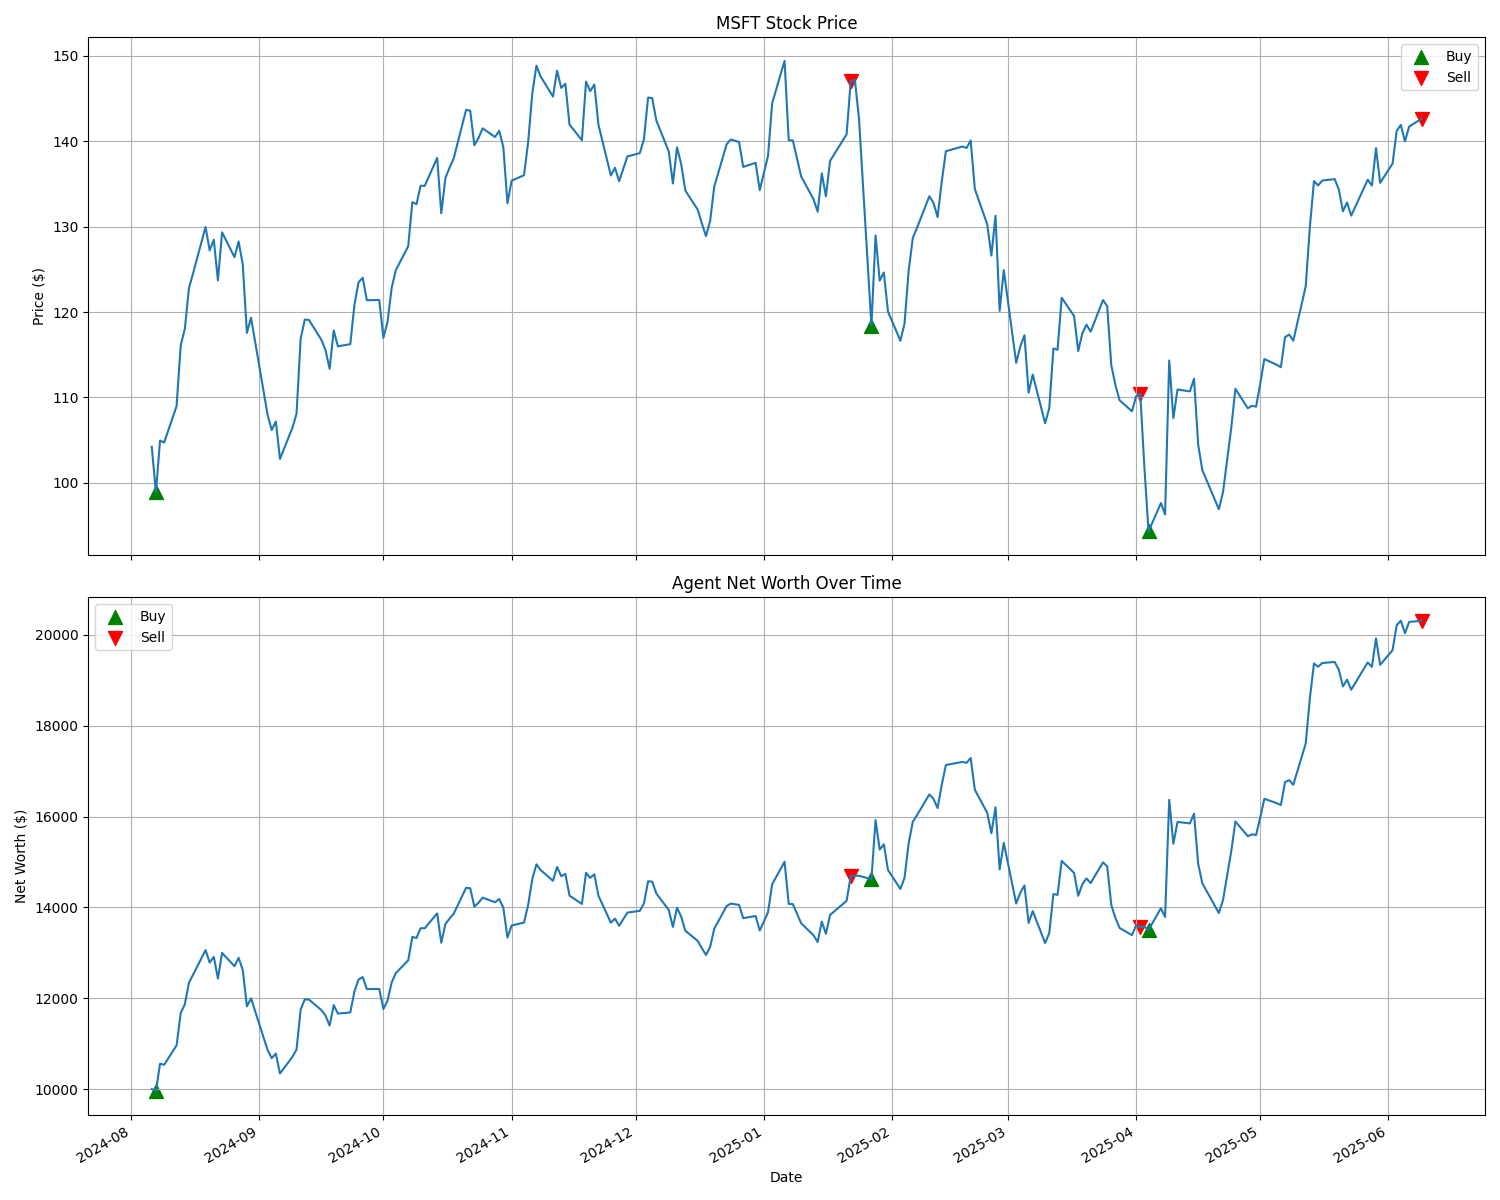 MSFT Stock Price
150
140
130
120
110
100
Price ($)
Buy
Sell
Agent Net Worth Over Time
20000
18000
16000
14000
12000
10000
Net Worth ($)
Buy
Sell
2024-08
2024-09
2024-10
2024-11
2024-12
2025-01
2025-02
2025-03
2025-04
2025-05
2025-06
Date